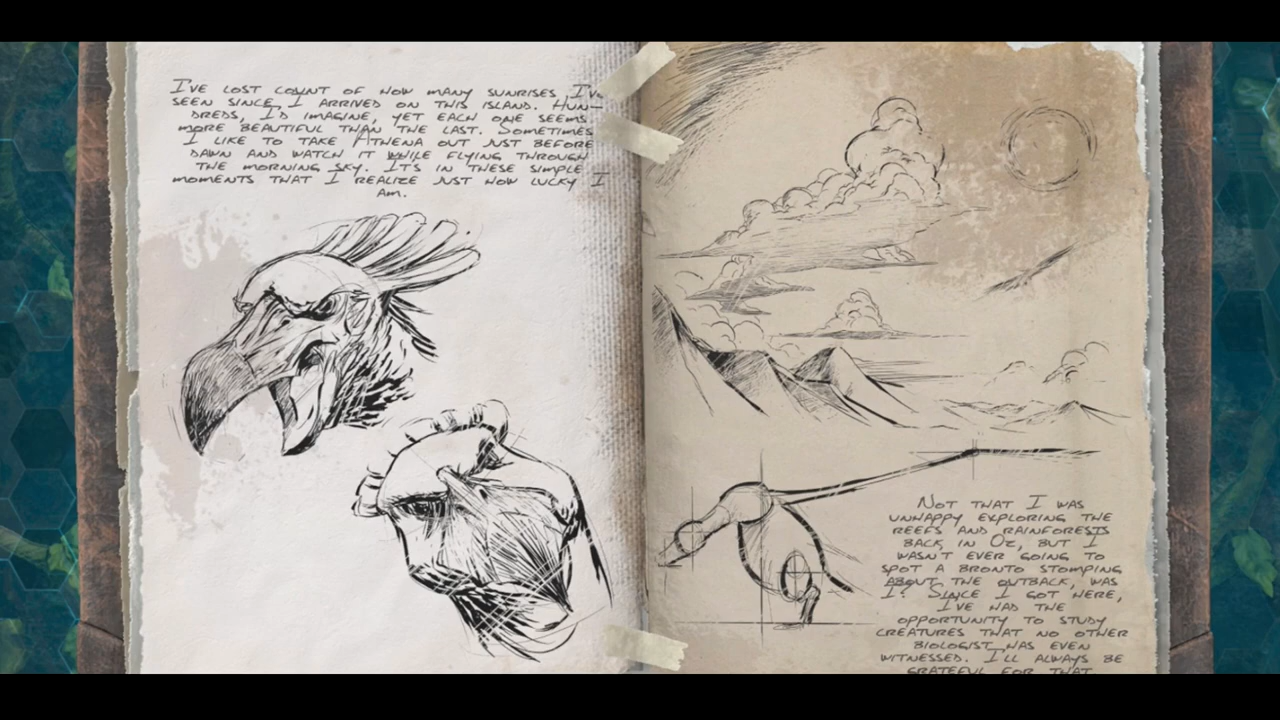 I've lost count of how many sunrises I've
seen since I arrived on this island. Hun-
dreds, I'd imagine, yet each one seems
more beautiful than the last. Sometimes
I like to take Athena out just before
dawn and watch it while flying through
the morning sky. It's in these simple
moments that I realize just how lucky I
am.
Not that I was
unhappy exploring the
reefs and rainforests
back in Oz, but I
wasn't ever going to
spot a bronto stomping
about the outback, was
I? Since I got here,
I've had the
opportunity to study
creatures that no other
biologist has even
witnessed. I'll always be
grateful for that.